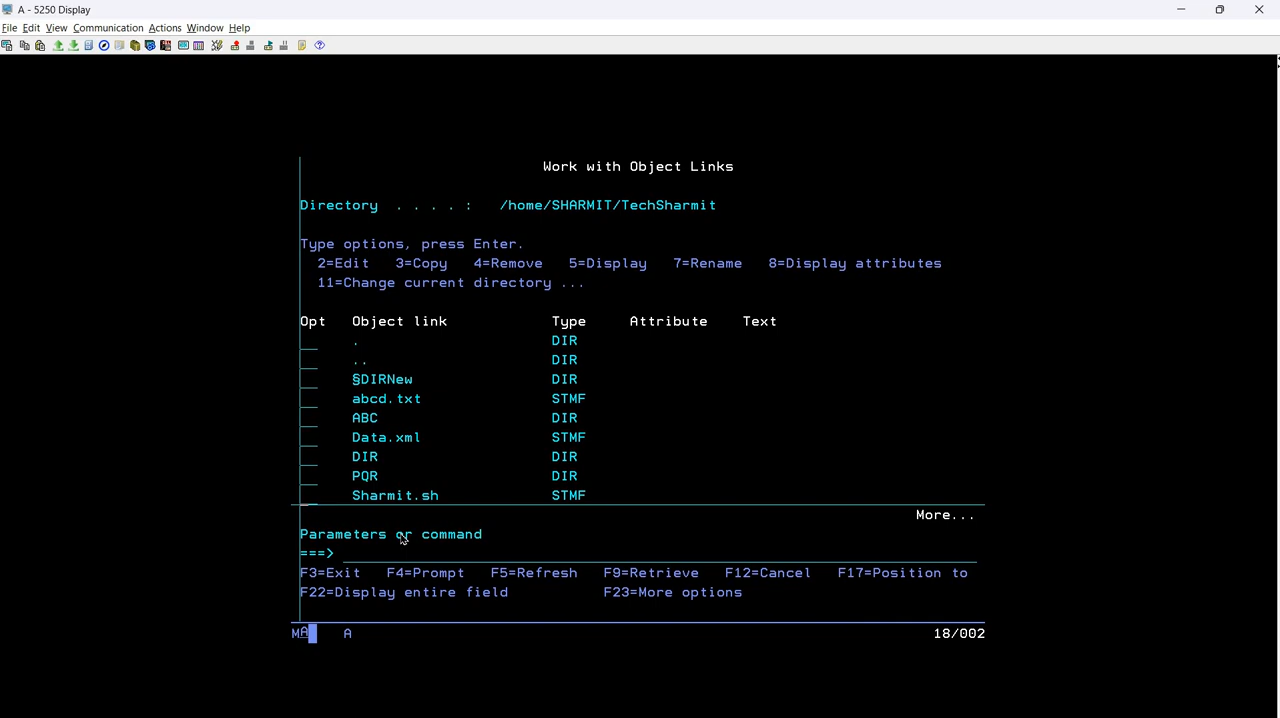 A - 5250 Display
File Edit View Communication Actions Window Help
Work with Object Links
Directory . . . . : /home/SHARMIT/TechSharmit
Type options, press Enter.
2=Edit 3=Copy 4=Remove 5=Display 7=Rename 8=Display attributes
11=Change current directory ...
Opt Object link Type Attribute Text
. DIR
.. DIR
§DIRNew DIR
abcd.txt STMF
ABC DIR
Data.xml STMF
DIR DIR
PQR DIR
Sharmit.sh STMF
More...
Parameters or command
===>
F3=Exit F4=Prompt F5=Refresh F9=Retrieve F12=Cancel F17=Position to
F22=Display entire field F23=More options
MA A 18/002